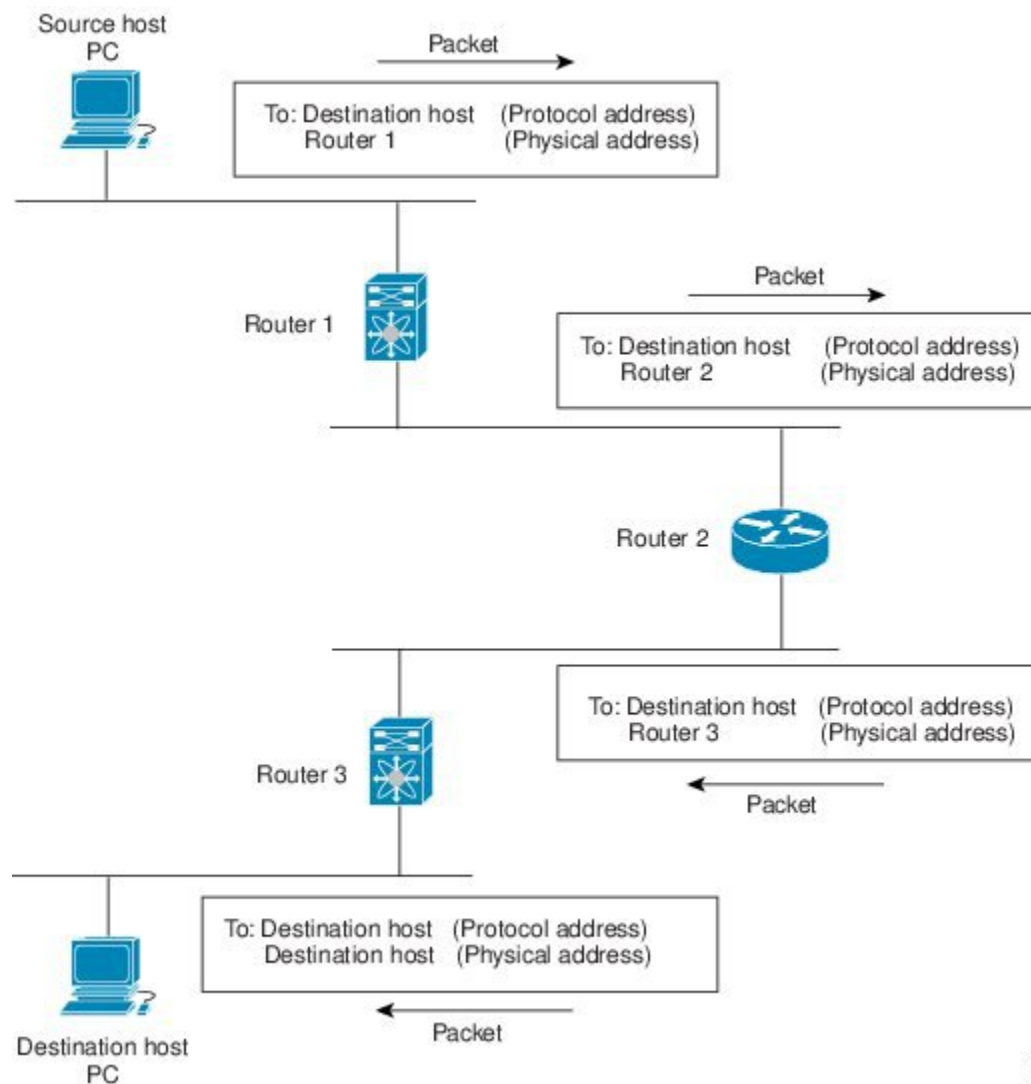 Source host
PC
Packet
To: Destination host (Protocol address)
Router 1 (Physical address)
Router 1
Packet
To: Destination host (Protocol address)
Router 2 (Physical address)
Router 2
To: Destination host (Protocol address)
Router 3 (Physical address)
Router 3
Packet
To: Destination host (Protocol address)
Destination host (Physical address)
Packet
Destination host
PC